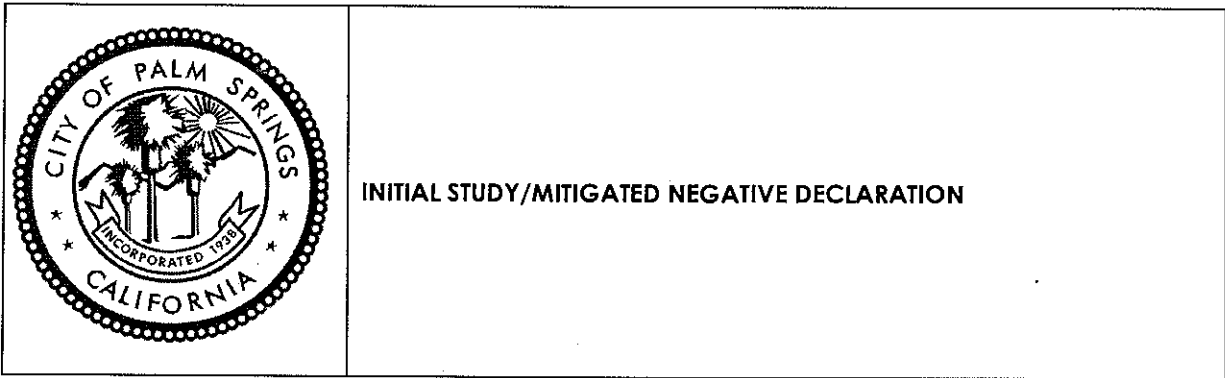 CITY OF PALM SPRINGS
INCORPORATED 1938
CALIFORNIA
INITIAL STUDY/MITIGATED NEGATIVE DECLARATION